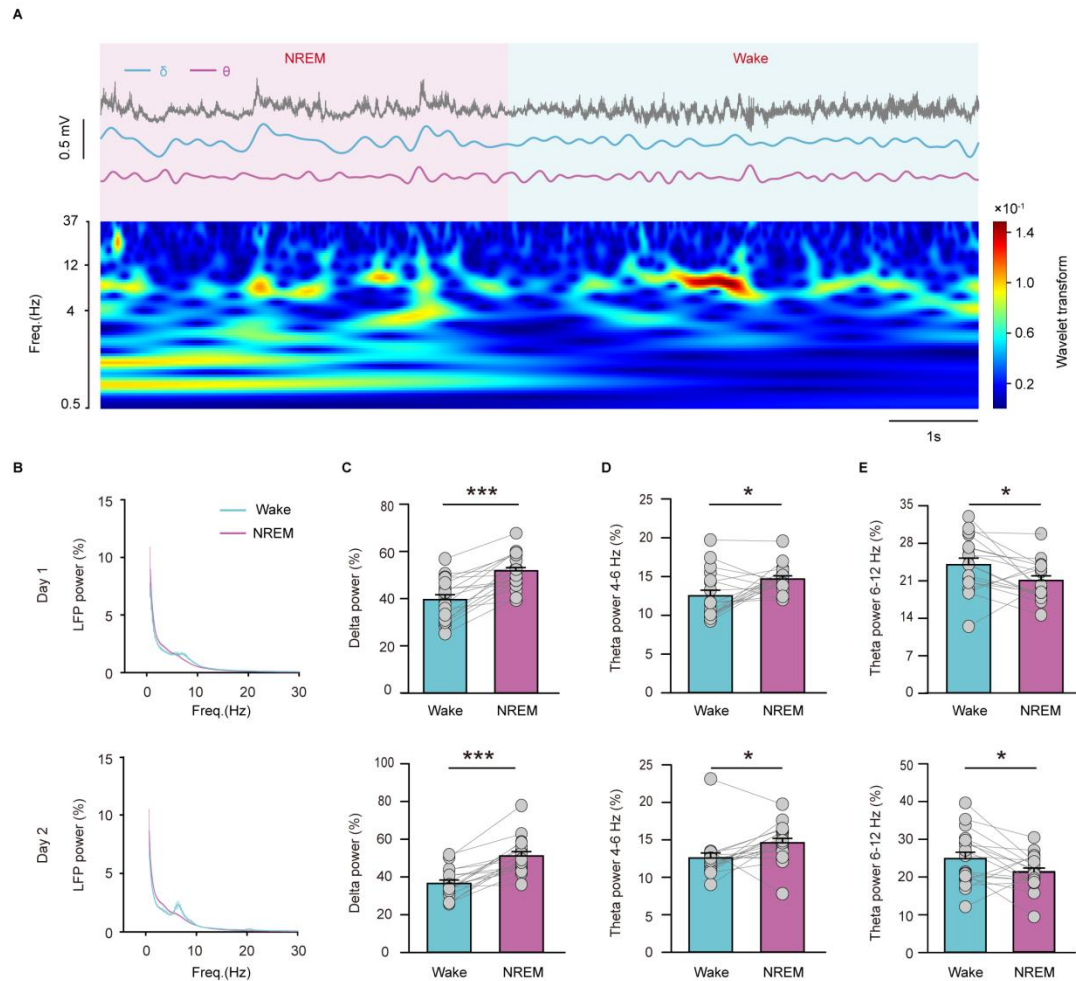 A
NREM
Wake
δ
θ
0.5 mV
×10⁻¹
37
12
4
0.5
Freq.(Hz)
1.4
1.0
0.6
0.2
Wavelet transform
1s
B
C
D
E
Day 1
15
10
5
0
LFP power (%)
Wake
NREM
0
10
20
30
Freq.(Hz)
***
80
60
40
20
0
Delta power (%)
Wake
NREM
*
25
20
15
10
5
0
Theta power 4-6 Hz (%)
Wake
NREM
*
35
28
21
14
7
0
Theta power 6-12 Hz (%)
Wake
NREM
Day 2
15
10
5
0
LFP power (%)
0
10
20
30
Freq.(Hz)
***
100
80
60
40
20
0
Delta power (%)
Wake
NREM
*
25
20
15
10
5
0
Theta power 4-6 Hz (%)
Wake
NREM
*
50
40
30
20
10
0
Theta power 6-12 Hz (%)
Wake
NREM